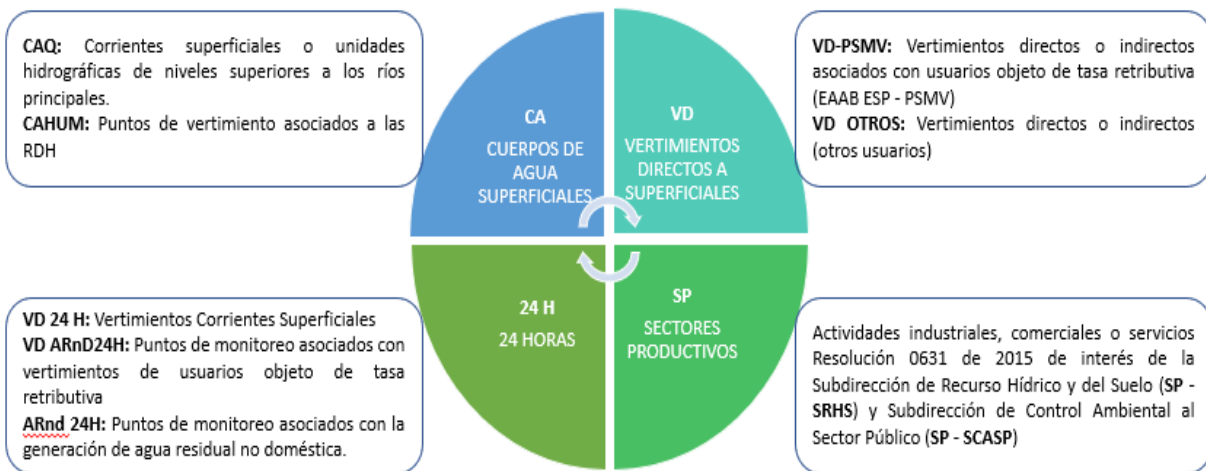 CAQ: Corrientes superficiales o unidades
hidrográficas de niveles superiores a los ríos
principales.
CAHUM: Puntos de vertimiento asociados a las
RDH
CA
CUERPOS DE
AGUA
SUPERFICIALES
VD
VERTIMIENTOS
DIRECTOS A
SUPERFICIALES
VD-PSMV: Vertimientos directos o indirectos
asociados con usuarios objeto de tasa retributiva
(EAAB ESP - PSMV)
VD OTROS: Vertimientos directos o indirectos
(otros usuarios)
VD 24 H: Vertimientos Corrientes Superficiales
VD ARnD24H: Puntos de monitoreo asociados con
vertimientos de usuarios objeto de tasa
retributiva
ARnd 24H: Puntos de monitoreo asociados con la
generación de agua residual no doméstica.
24 H
24 HORAS
SP
SECTORES
PRODUCTIVOS
Actividades industriales, comerciales o servicios
Resolución 0631 de 2015 de interés de la
Subdirección de Recurso Hídrico y del Suelo (SP -
SRHS) y Subdirección de Control Ambiental al
Sector Público (SP - SCASP)